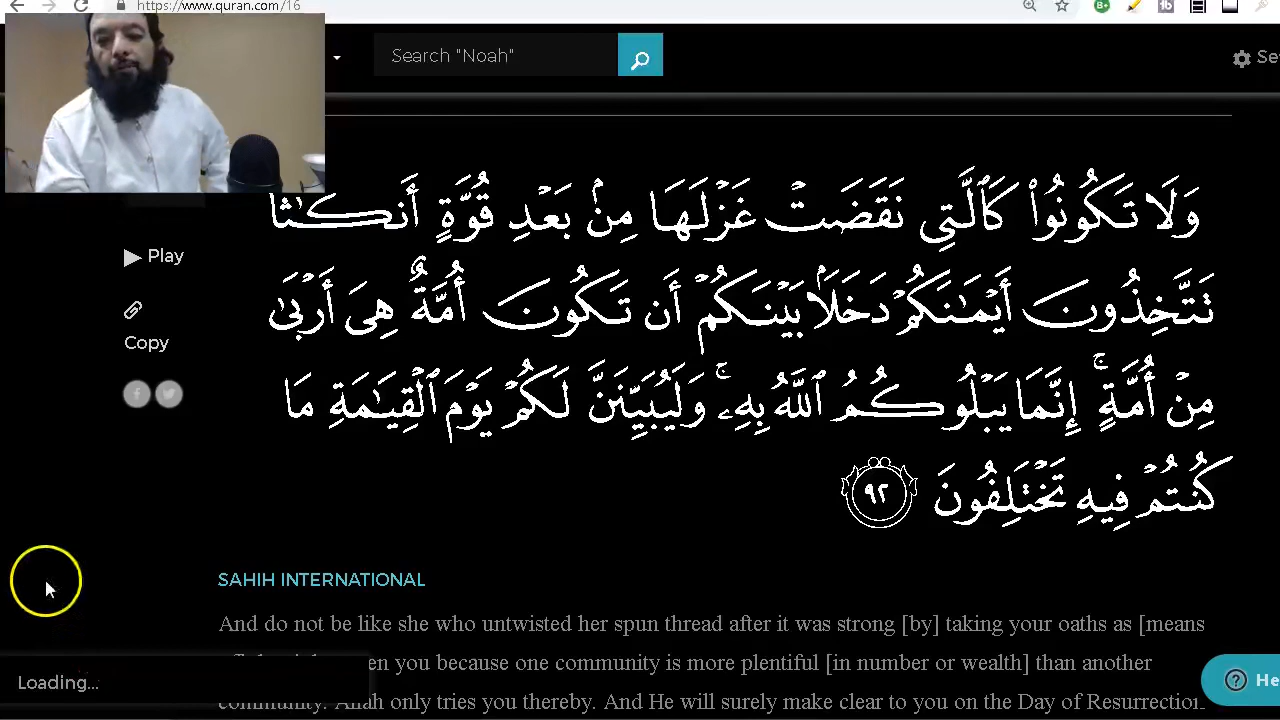 https://www.quran.com/16
Search "Noah"
Se
وَلَا تَكُونُوا۟ كَٱلَّتِى نَقَضَتْ غَزْلَهَا مِنۢ بَعْدِ قُوَّةٍ أَنكَـٰثًا
تَتَّخِذُونَ أَيْمَـٰنَكُمْ دَخَلًۢا بَيْنَكُمْ أَن تَكُونَ أُمَّةٌ هِىَ أَرْبَىٰ
مِنْ أُمَّةٍ ۚ إِنَّمَا يَبْلُوكُمُ ٱللَّهُ بِهِۦ ۚ وَلَيُبَيِّنَنَّ لَكُمْ يَوْمَ ٱلْقِيَـٰمَةِ مَا
كُنتُمْ فِيهِ تَخْتَلِفُونَ ٩٢
Play
Copy
SAHIH INTERNATIONAL
And do not be like she who untwisted her spun thread after it was strong [by] taking your oaths as [means
en you because one community is more plentiful [in number or wealth] than another
community. Allah only tries you thereby. And He will surely make clear to you on the Day of Resurrection
Loading...
He